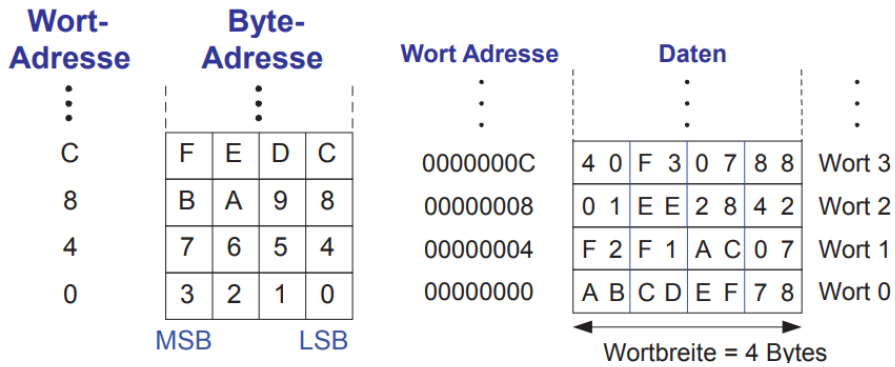 Wort-
Adresse
Byte-
Adresse
C F E D C
8 B A 9 8
4 7 6 5 4
0 3 2 1 0
MSB LSB
Wort Adresse Daten
0000000C 4 0 F 3 0 7 8 8 Wort 3
00000008 0 1 E E 2 8 4 2 Wort 2
00000004 F 2 F 1 A C 0 7 Wort 1
00000000 A B C D E F 7 8 Wort 0
Wortbreite = 4 Bytes